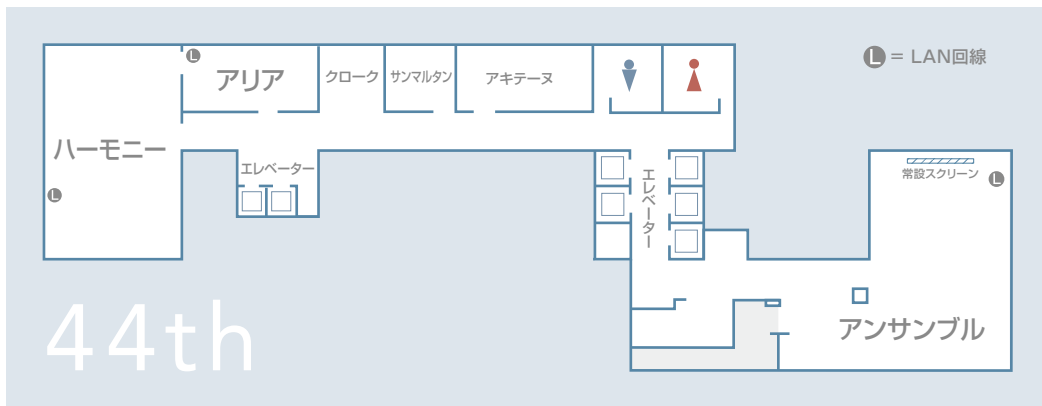 L = LAN回線
L
アリア
クローク
サンマルタン
アキテーヌ
ハーモニー
エレベーター
L
エレベーター
常設スクリーン
L
アンサンブル
44th